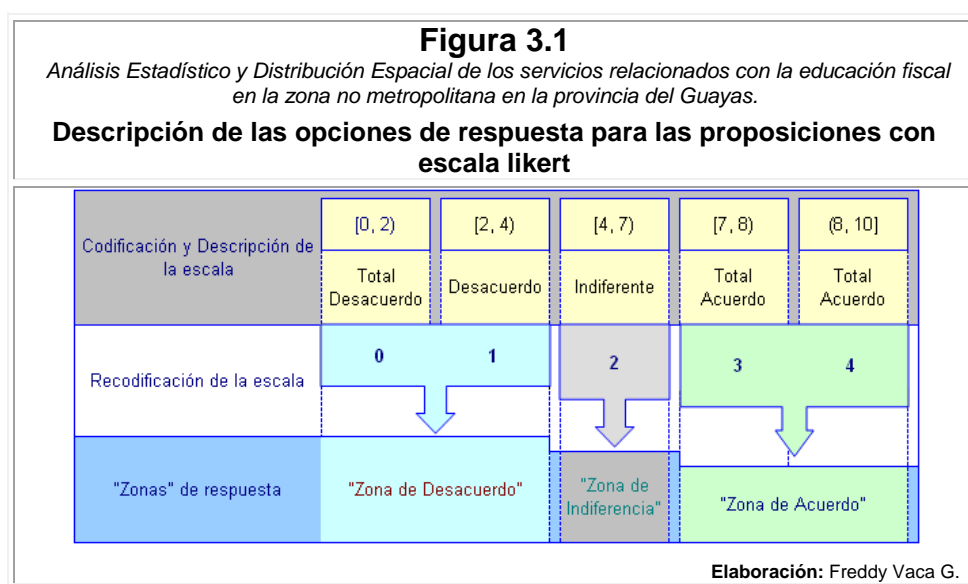 Figura 3.1
Análisis Estadístico y Distribución Espacial de los servicios relacionados con la educación fiscal
en la zona no metropolitana en la provincia del Guayas.
Descripción de las opciones de respuesta para las proposiciones con
escala likert
Codificación y Descripción de
la escala
[0, 2)
[2, 4)
[4, 7)
[7, 8)
(8, 10]
Total
Desacuerdo
Desacuerdo
Indiferente
Total
Acuerdo
Total
Acuerdo
Recodificación de la escala
0
1
2
3
4
"Zonas" de respuesta
"Zona de Desacuerdo"
"Zona de
Indiferencia"
"Zona de Acuerdo"
Elaboración: Freddy Vaca G.